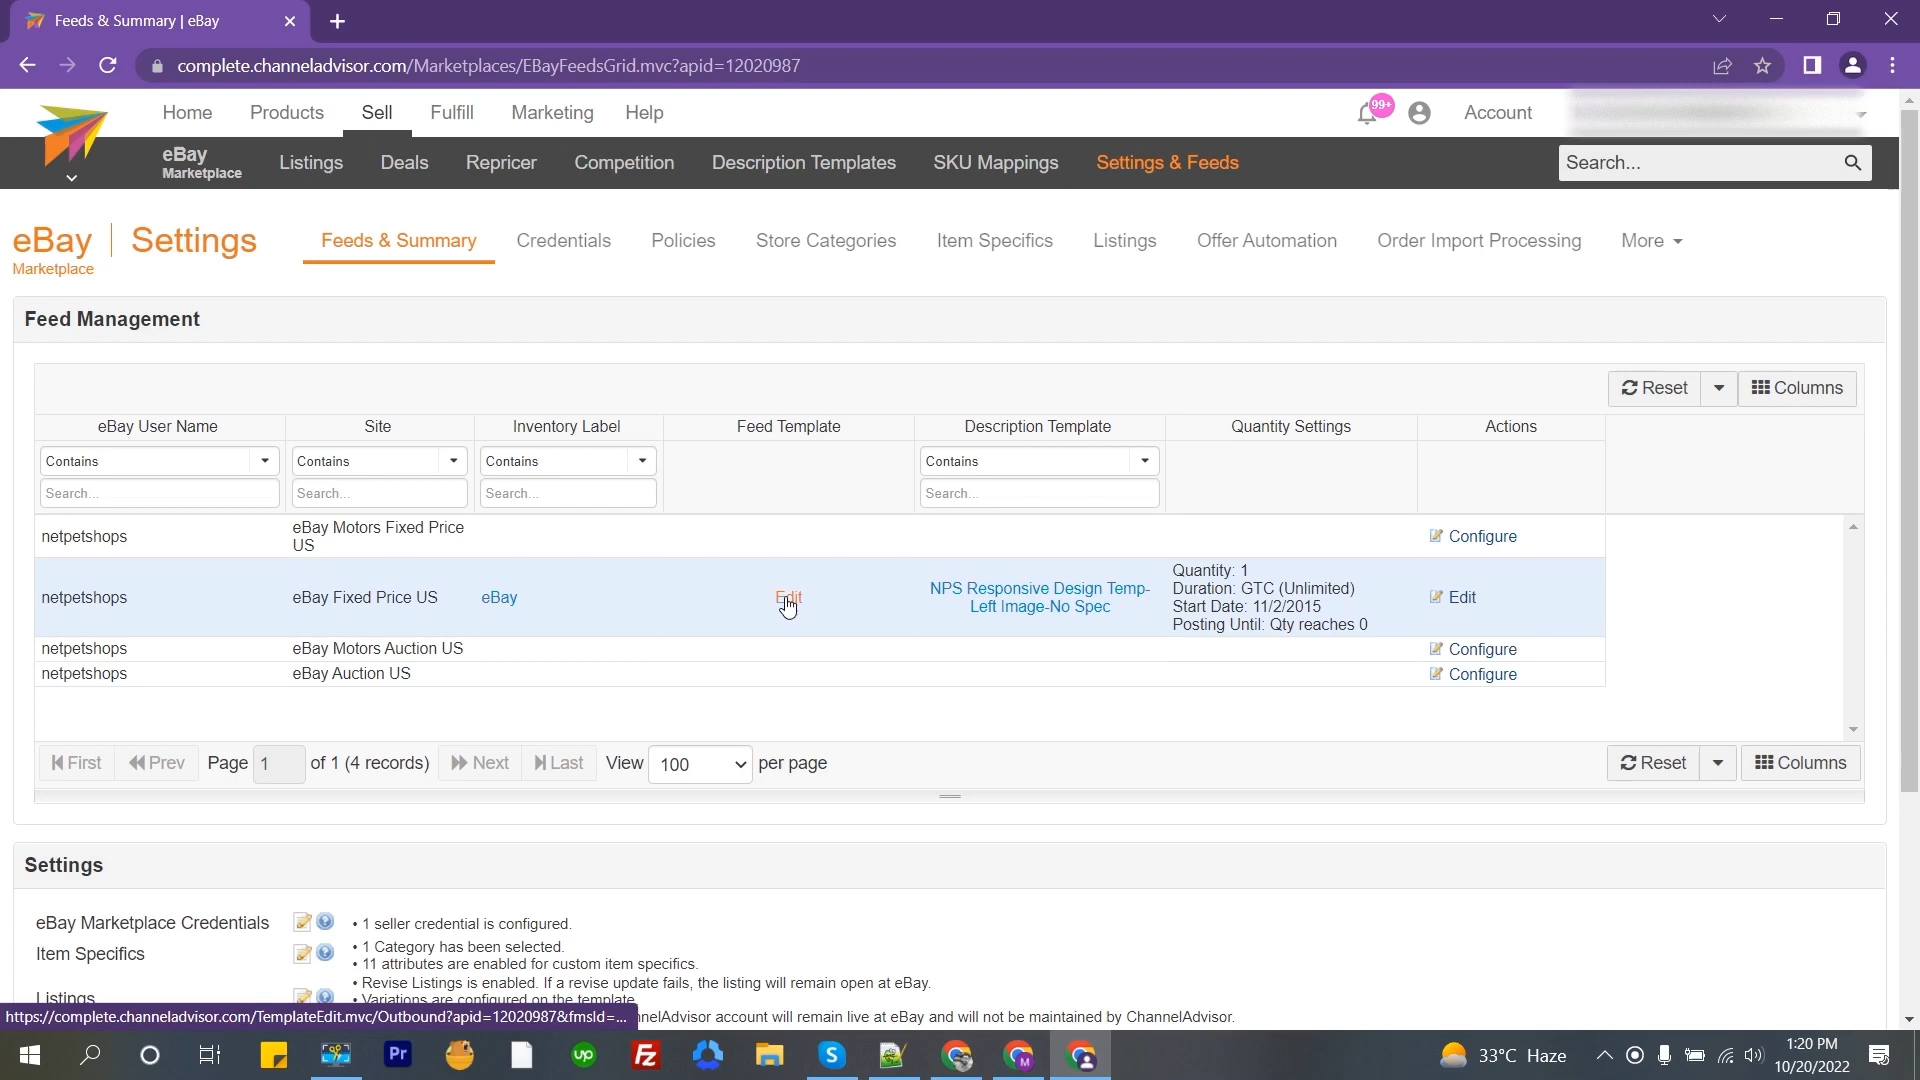 Feeds & Summary | eBay
complete.channeladvisor.com/Marketplaces/EBayFeedsGrid.mvc?apid=12020987
Home Products Sell Fulfill Marketing Help 99+ Account
eBay Marketplace Listings Deals Repricer Competition Description Templates SKU Mappings Settings & Feeds Search...
eBay Marketplace Settings Feeds & Summary Credentials Policies Store Categories Item Specifics Listings Offer Automation Order Import Processing More
Feed Management
Reset Columns
eBay User Name Site Inventory Label Feed Template Description Template Quantity Settings Actions
Contains Contains Contains Contains
Search... Search... Search... Search...
netpetshops eBay Motors Fixed Price US Configure
netpetshops eBay Fixed Price US eBay Edit NPS Responsive Design Temp-Left Image-No Spec Quantity: 1
Duration: GTC (Unlimited)
Start Date: 11/2/2015
Posting Until: Qty reaches 0 Edit
netpetshops eBay Motors Auction US Configure
netpetshops eBay Auction US Configure
First Prev Page 1 of 1 (4 records) Next Last View 100 per page Reset Columns
Settings
eBay Marketplace Credentials • 1 seller credential is configured.
Item Specifics • 1 Category has been selected.
• 11 attributes are enabled for custom item specifics.
Listings • Revise Listings is enabled. If a revise update fails, the listing will remain open at eBay.
• Variations are configured on the template.
https://complete.channeladvisor.com/TemplateEdit.mvc/Outbound?apid=12020987&fmsId=... nnelAdvisor account will remain live at eBay and will not be maintained by ChannelAdvisor.
Pr up Fz S M 33°C Haze 1:20 PM
10/20/2022